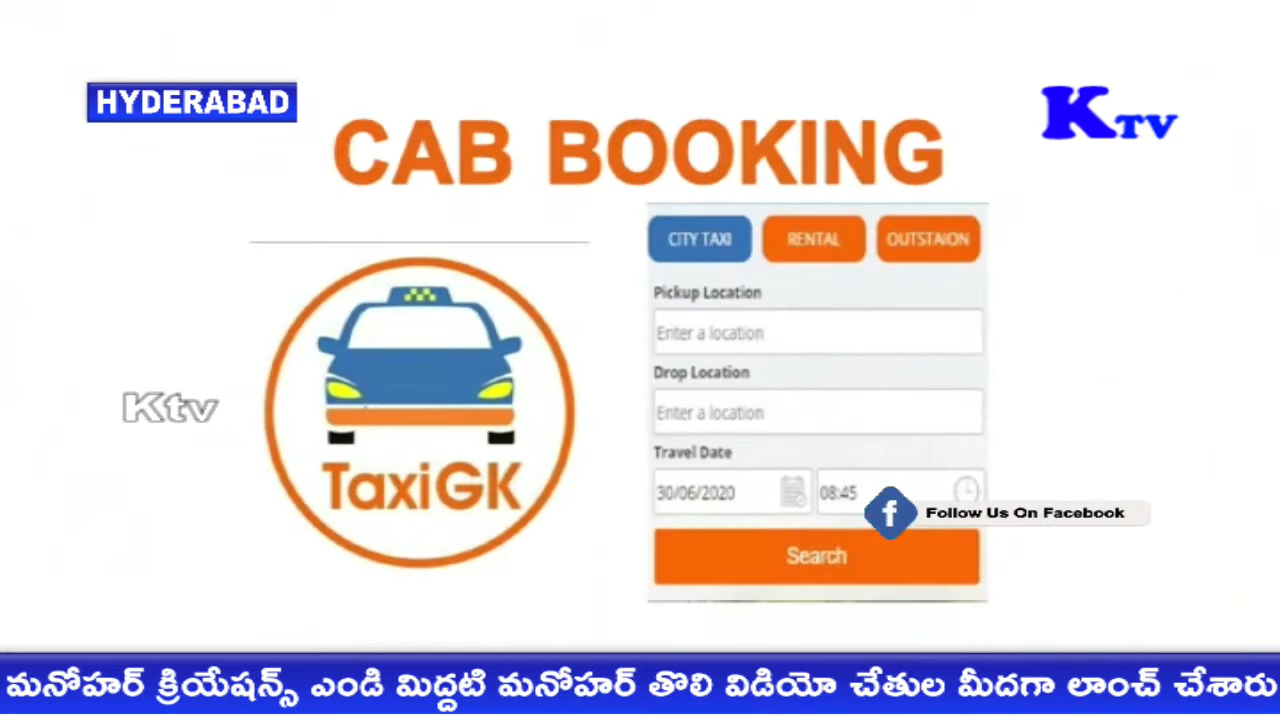 HYDERABAD
K TV
CAB BOOKING
CITY TAXI
RENTAL
OUTSTAION
Pickup Location
Enter a location
Drop Location
Enter a location
Travel Date
30/06/2020
08:45
Search
TaxiGK
Ktv
Follow Us On Facebook
మనోహర్ క్రియేషన్స్ ఎండి మిద్దటి మనోహర్ తొలి విడియో చేతుల మీదగా లాంచ్ చేశారు